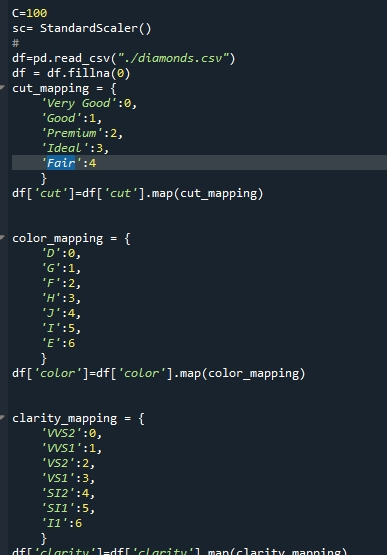 C=100
sc= StandardScaler()
#
df=pd.read_csv("./diamonds.csv")
df = df.fillna(0)
cut_mapping = {
'Very Good':0,
'Good':1,
'Premium':2,
'Ideal':3,
'Fair':4
}
df['cut']=df['cut'].map(cut_mapping)
color_mapping = {
'D':0,
'G':1,
'F':2,
'H':3,
'J':4,
'I':5,
'E':6
}
df['color']=df['color'].map(color_mapping)
clarity_mapping = {
'VVS2':0,
'VVS1':1,
'VS2':2,
'VS1':3,
'SI2':4,
'SI1':5,
'I1':6
}
df['clarity']=df['clarity'].map(clarity_mapping)